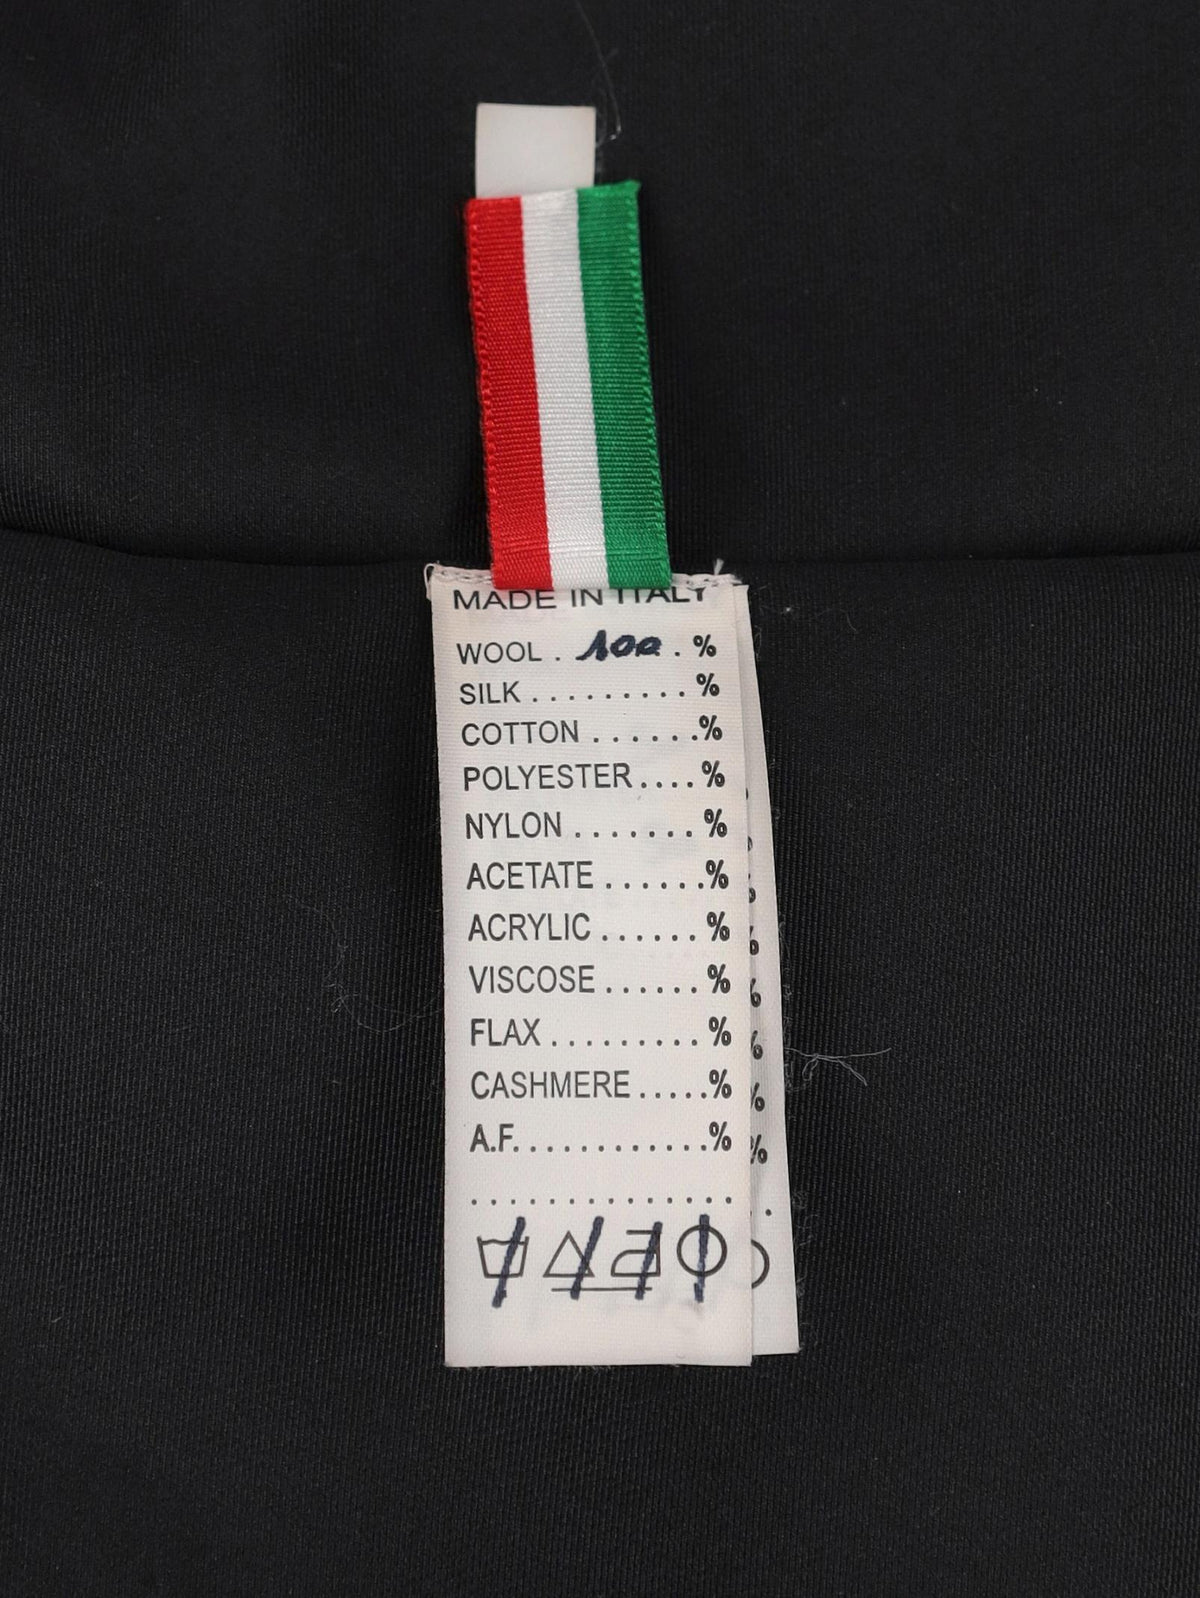 MADE IN ITALY
WOOL . 100 . %
SILK . . . . . . . . . %
COTTON . . . . . .%
POLYESTER . . . . %
NYLON . . . . . . . %
ACETATE . . . . . .%
ACRYLIC . . . . . . %
VISCOSE . . . . . . %
FLAX . . . . . . . . . %
CASHMERE . . . . .%
A.F. . . . . . . . . . . . .%
. . . . . . . . . . . . . .